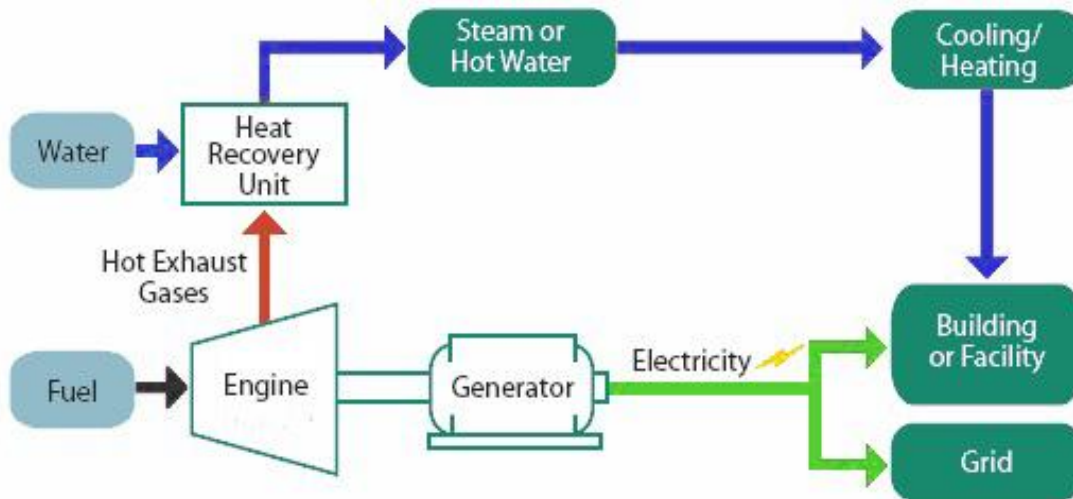 Steam or
Hot Water
Cooling/
Heating
Water
Heat
Recovery
Unit
Hot Exhaust
Gases
Fuel
Engine
Generator
Electricity
Building
or Facility
Grid